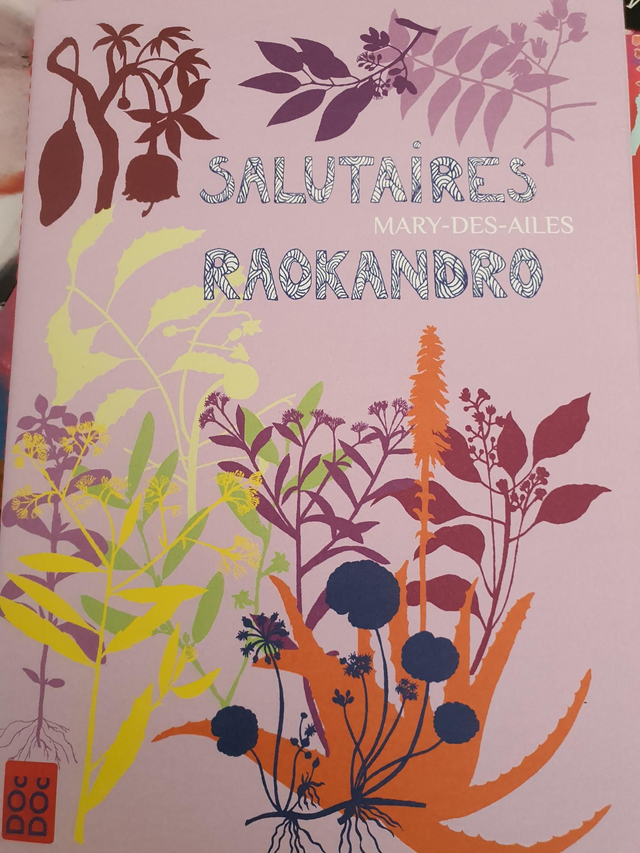 SALUTAiRES
MARY-DES-AILES
RAOKANDRO
DOc
DOc